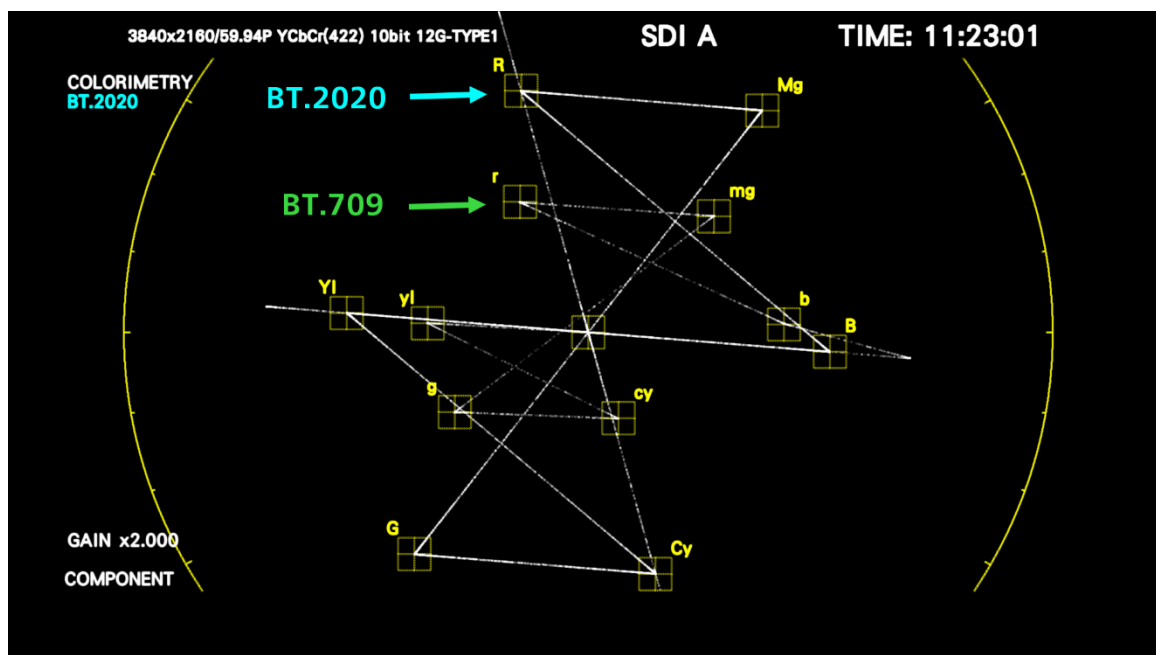 3840x2160/59.94P YCbCr(422) 10bit 12G-TYPE1
SDI A
TIME: 11:23:01
COLORIMETRY
BT.2020
BT.2020
R
Mg
BT.709
r
mg
Yl
yl
b
B
g
cy
G
Cy
GAIN x2.000
COMPONENT